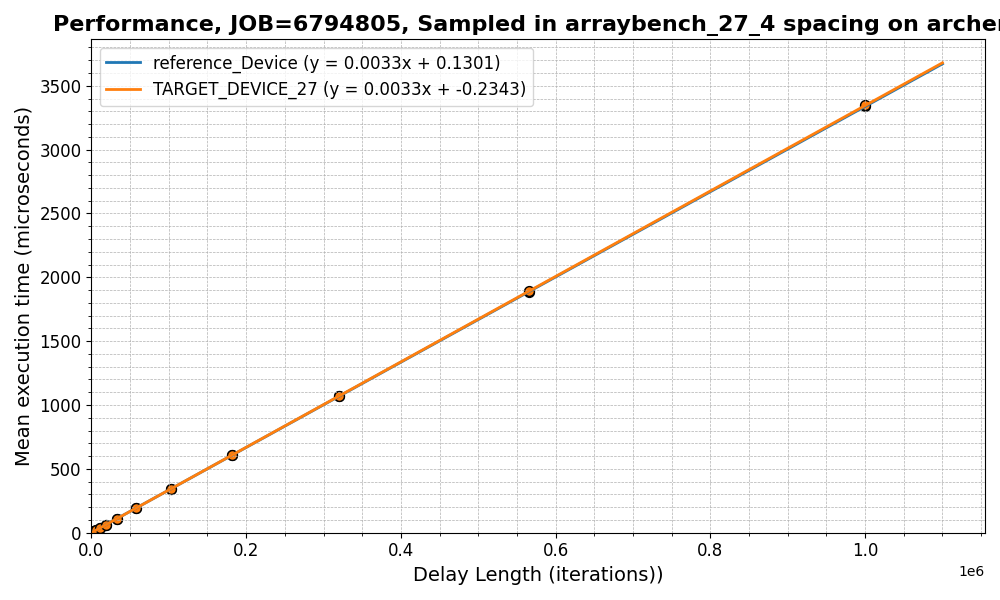 Performance, JOB=6794805, Sampled in arraybench_27_4 spacing on archer
reference_Device (y = 0.0033x + 0.1301)
TARGET_DEVICE_27 (y = 0.0033x + -0.2343)
Mean execution time (microseconds)
3500
3000
2500
2000
1500
1000
500
0
0.0 0.2 0.4 0.6 0.8 1.0
1e6
Delay Length (iterations))